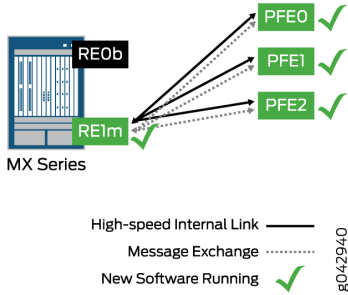 PFE0
RE0b
PFE1
PFE2
RE1m
MX Series
High-speed Internal Link
Message Exchange
New Software Running
g042940